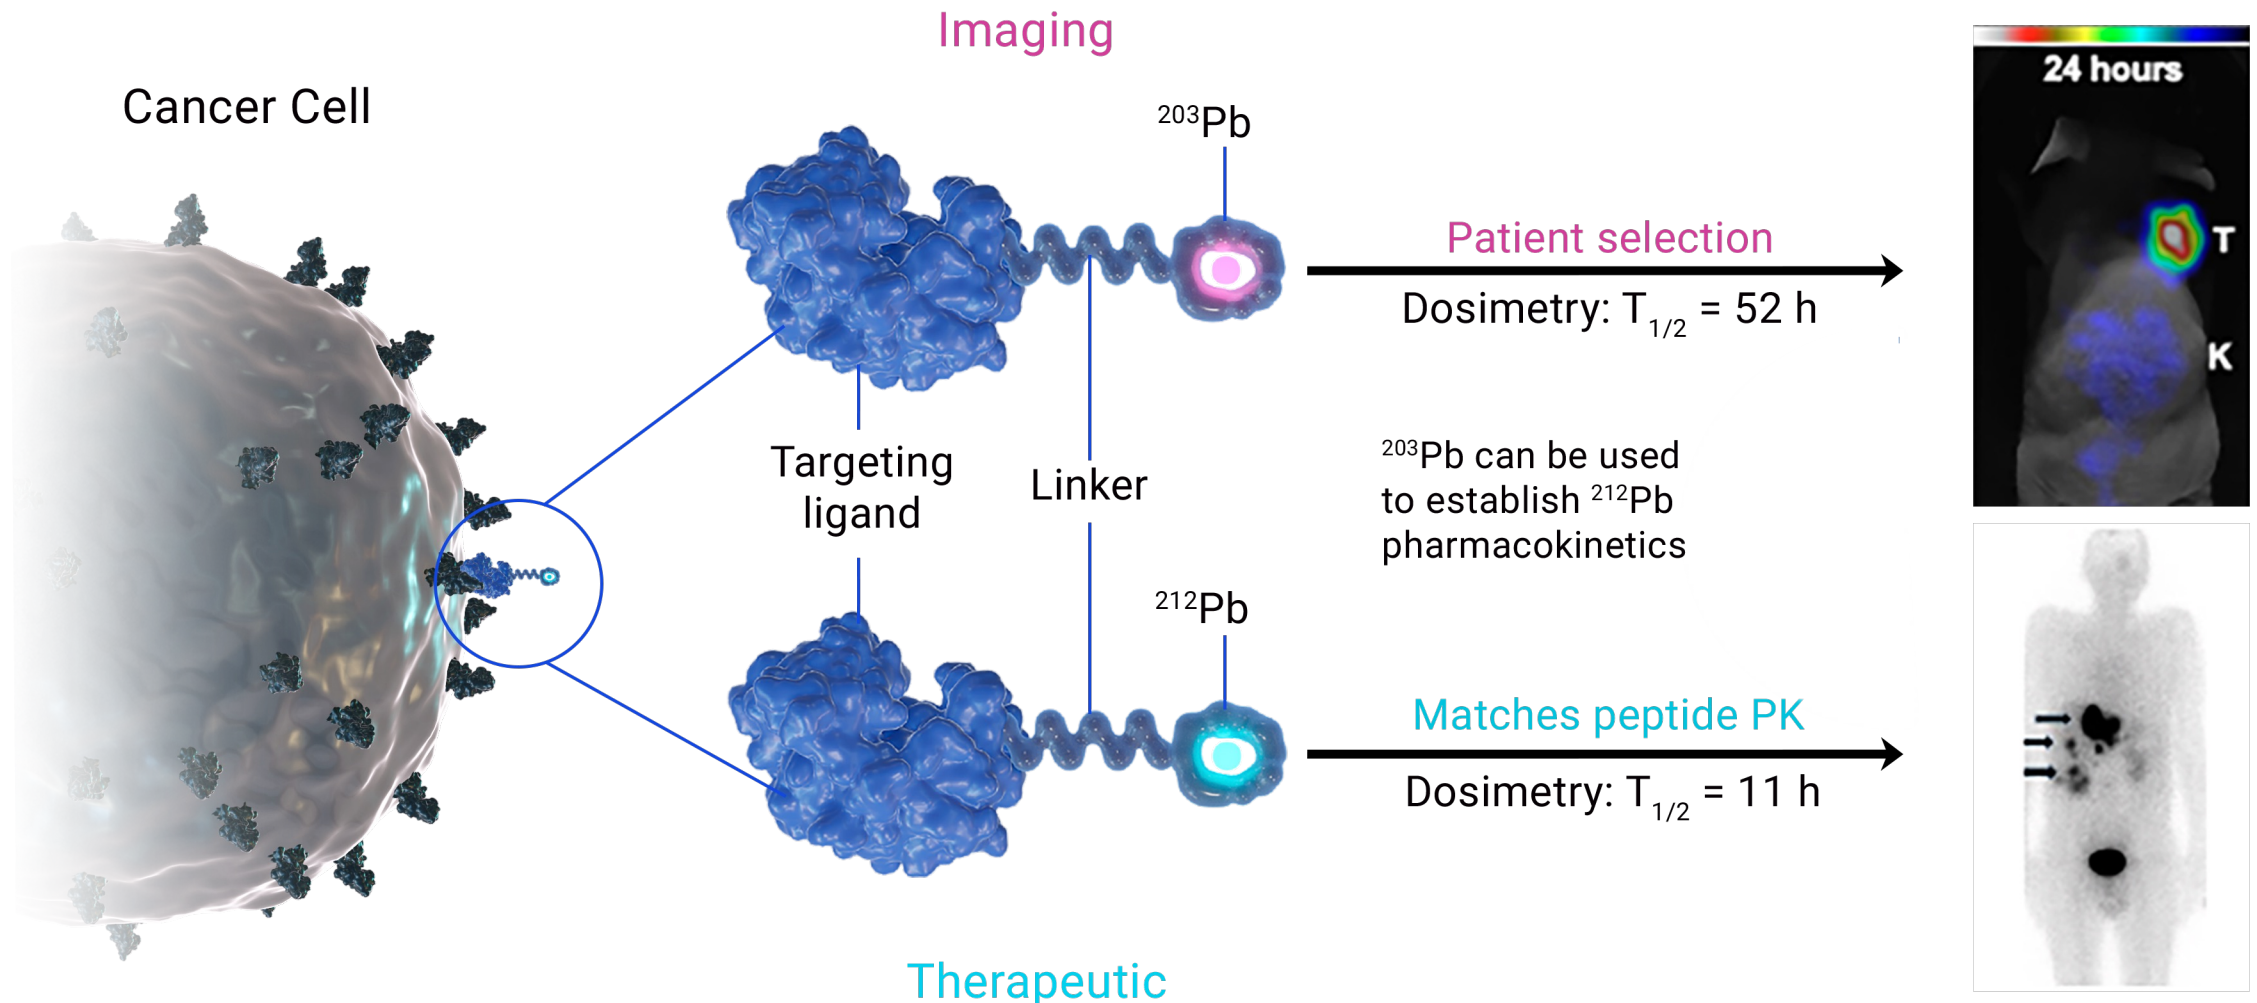 Imaging
Cancer Cell
²⁰³Pb
24 hours
Patient selection
T
Dosimetry: T₁/₂ = 52 h
K
Targeting
ligand
Linker
²⁰³Pb can be used
to establish ²¹²Pb
pharmacokinetics
²¹²Pb
Matches peptide PK
Dosimetry: T₁/₂ = 11 h
Therapeutic